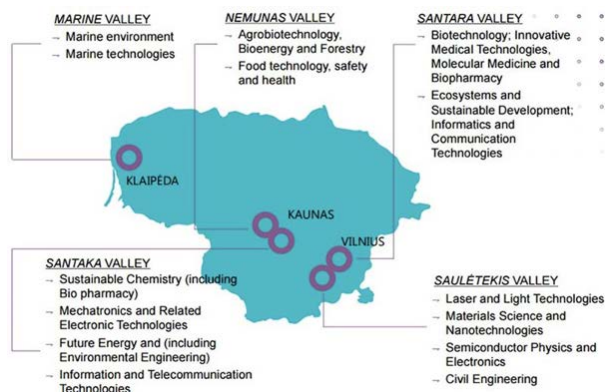 MARINE VALLEY
→ Marine environment
→ Marine technologies
NEMUNAS VALLEY
→ Agrobiotechnology,
Bioenergy and Forestry
→ Food technology, safety
and health
SANTARA VALLEY
→ Biotechnology; Innovative
Medical Technologies,
Molecular Medicine and
Biopharmacy
→ Ecosystems and
Sustainable Development;
Informatics and
Communication
Technologies
KLAIPĖDA
KAUNAS
VILNIUS
SANTAKA VALLEY
→ Sustainable Chemistry (including
Bio pharmacy)
→ Mechatronics and Related
Electronic Technologies
→ Future Energy and (including
Environmental Engineering)
→ Information and Telecommunication
Technologies
SAULĖTEKIS VALLEY
→ Laser and Light Technologies
→ Materials Science and
Nanotechnologies
→ Semiconductor Physics and
Electronics
→ Civil Engineering